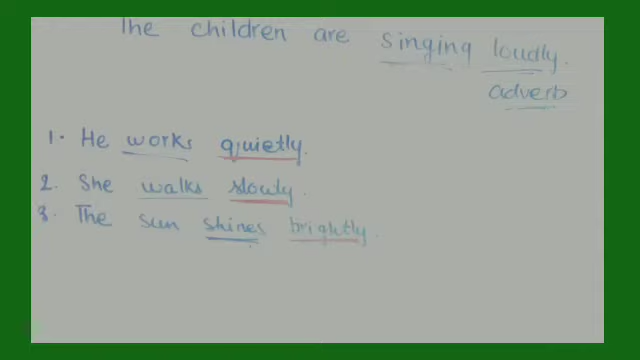 The children are singing loudly.
adverb
1. He works quietly.
2. She walks slowly.
3. The sun shines brightly.